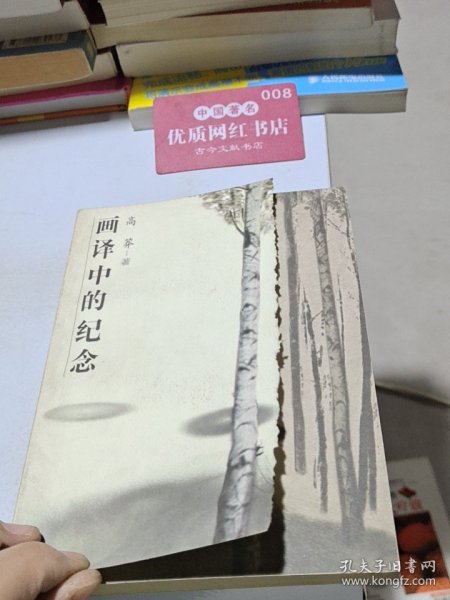 008
中国著名
优质网红书店
古今文献书店
高莽 著
画译中的纪念
孔夫子旧书网
www.kongfz.com